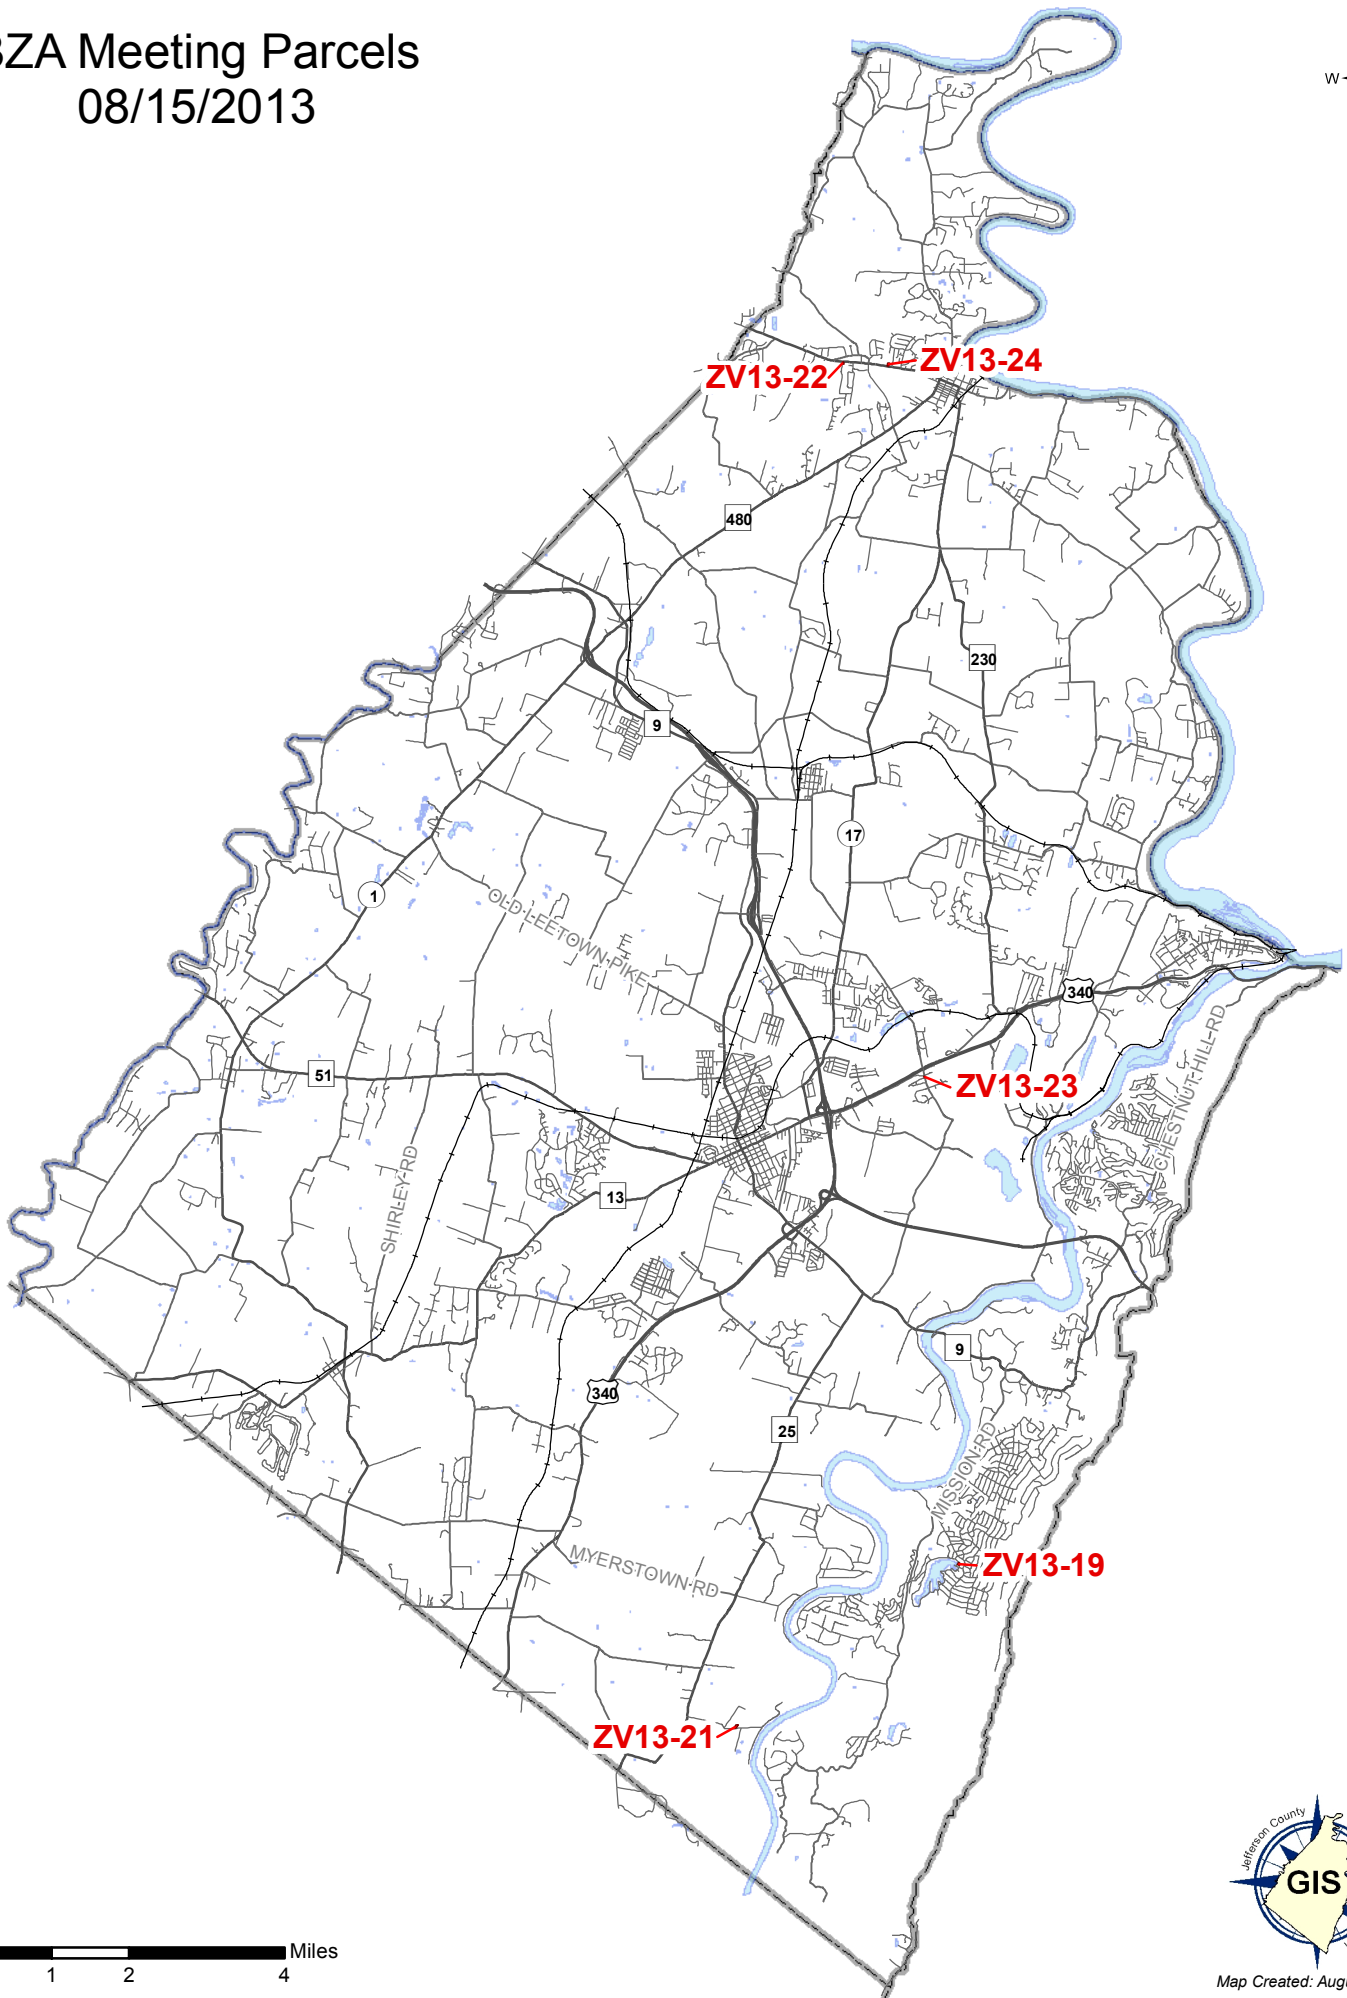 BZA Meeting Parcels
08/15/2013
W
ZV13-24
ZV13-22
480
230
9
17
1
OLD LEETOWN PIKE
340
51
ZV13-23
CHESTNUT HILL RD
13
SHIRLEY RD
9
340
25
MISSION RD
MYERSTOWN RD
ZV13-19
ZV13-21
Jefferson County
GIS
Miles
1 2 4
Map Created: Augu